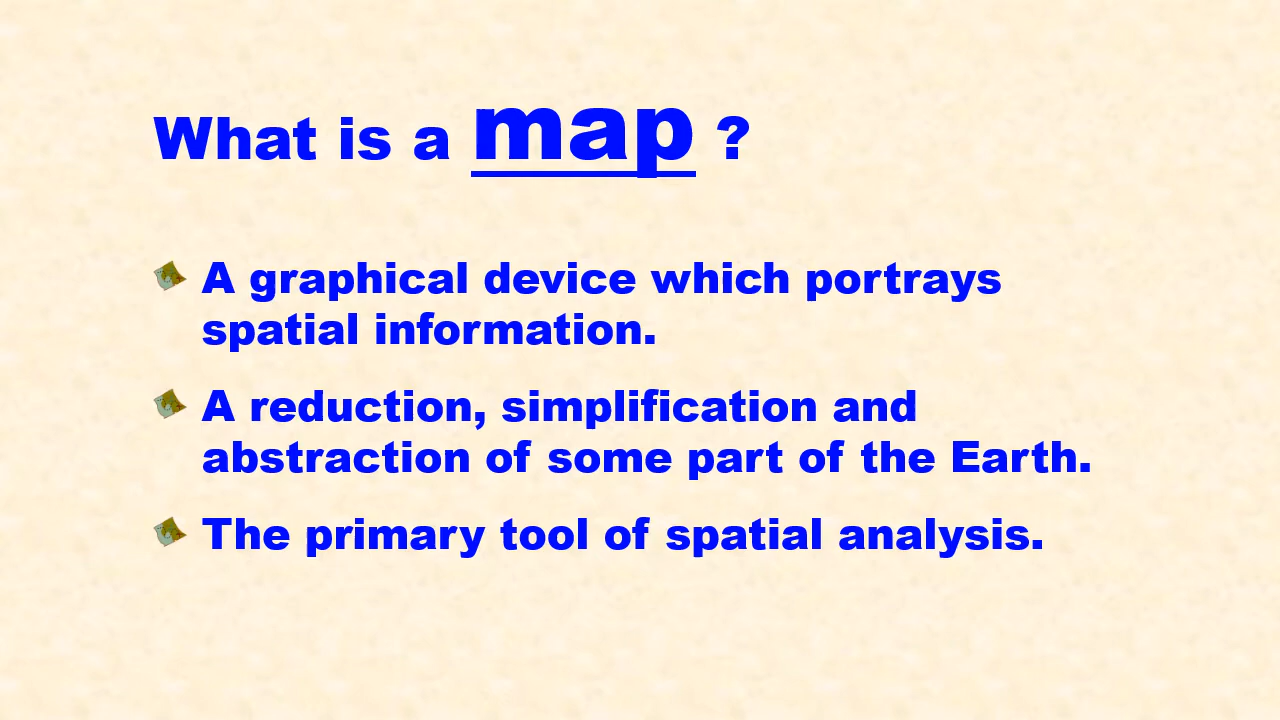 What is a map ?
A graphical device which portrays
spatial information.
A reduction, simplification and
abstraction of some part of the Earth.
The primary tool of spatial analysis.